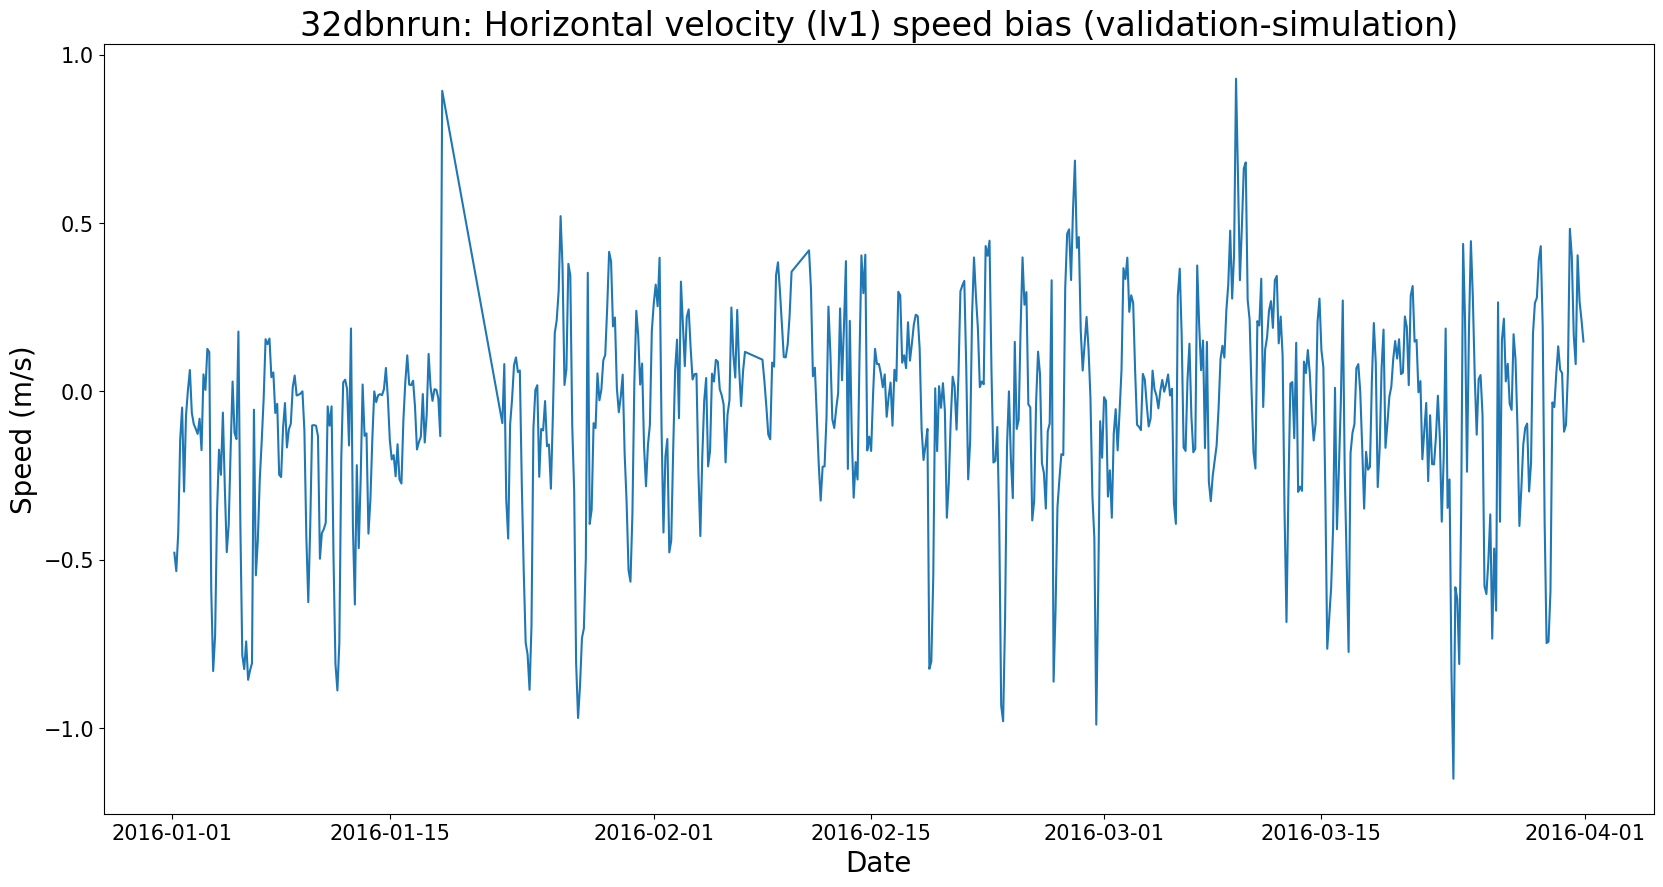 32dbnrun: Horizontal velocity (lv1) speed bias (validation-simulation)
Speed (m/s)
1.0
0.5
0.0
−0.5
−1.0
2016-01-01 2016-01-15 2016-02-01 2016-02-15 2016-03-01 2016-03-15 2016-04-01
Date